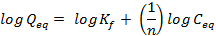 log Q_eq = log K_f + (1/n) log C_eq